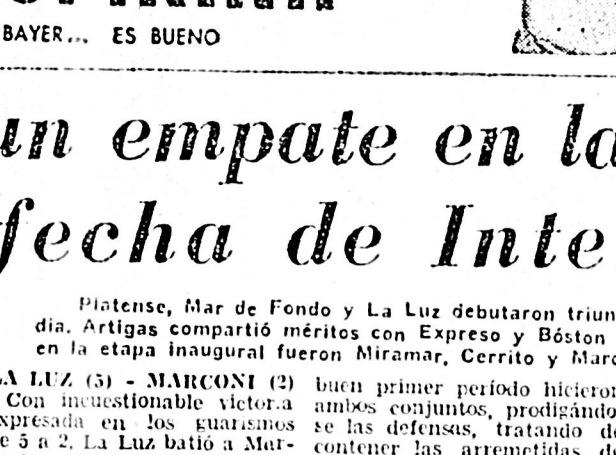 BAYER... ES BUENO
un empate en la
fecha de Inte
Platense, Mar de Fondo y La Luz debutaron triun
dia. Artigas compartió méritos con Expreso y Bóston
en la etapa inaugural fueron Miramar, Cerrito y Marc
LA LUZ (5) - MARCONI (2)
Con incuestionable victor.a
expresada en los guarismos
e 5 a 2, La Luz batió a Mar-
buen primer período hicieron
ambos conjuntos, prodigándo
se las defensas, tratando de
contener las arremetidas d